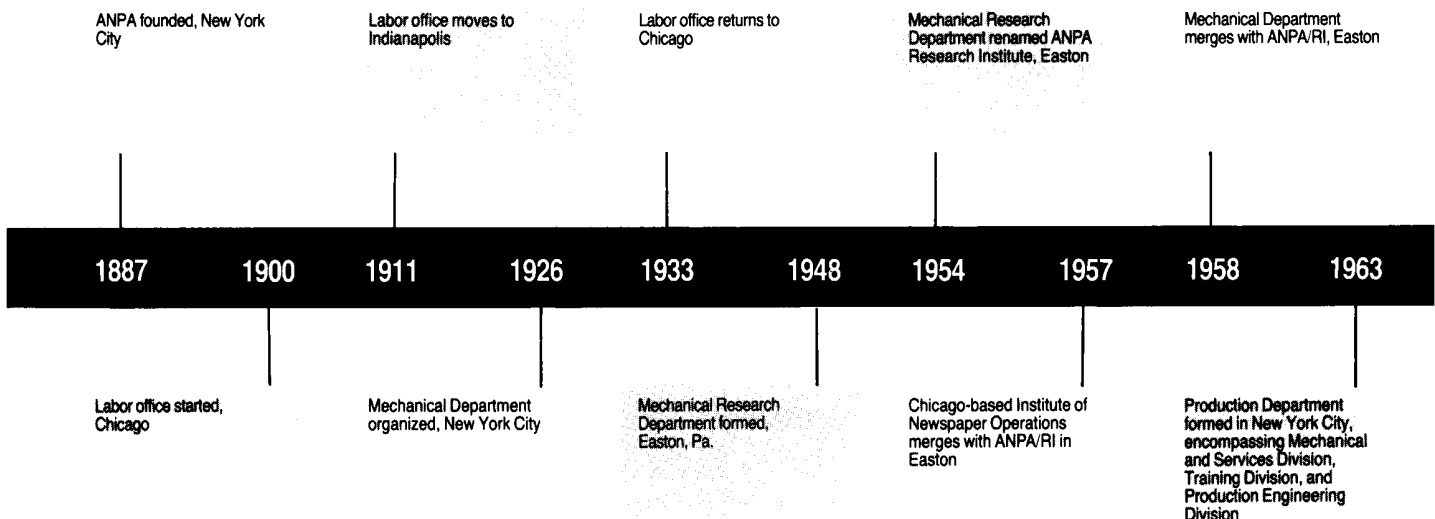 ANPA founded, New York
City
Labor office moves to
Indianapolis
Labor office returns to
Chicago
Mechanical Research
Department renamed ANPA
Research Institute, Easton
Mechanical Department
merges with ANPA/RI, Easton
1887 1900 1911 1926 1933 1948 1954 1957 1958 1963
Labor office started,
Chicago
Mechanical Department
organized, New York City
Mechanical Research
Department formed,
Easton, Pa.
Chicago-based Institute of
Newspaper Operations
merges with ANPA/RI in
Easton
Production Department
formed in New York City,
encompassing Mechanical
and Services Division,
Training Division, and
Production Engineering
Division